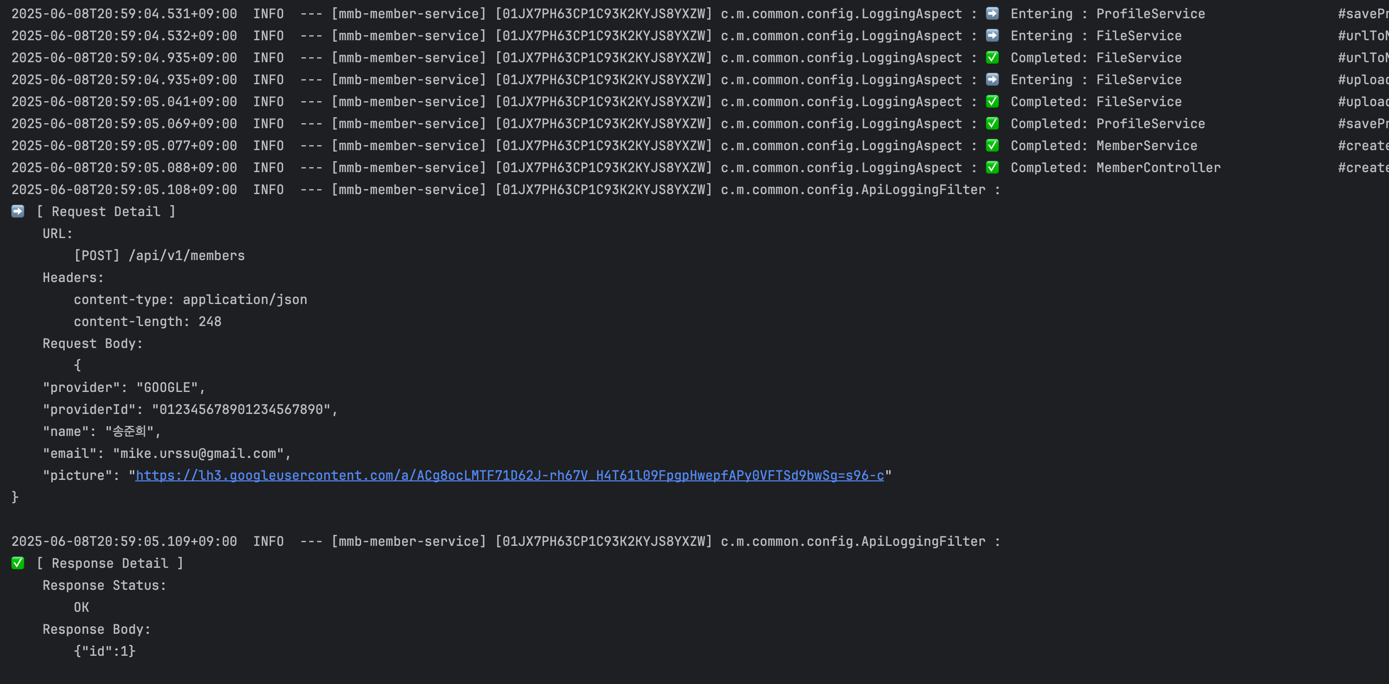 2025-06-08T20:59:04.531+09:00  INFO  --- [mmb-member-service] [01JX7PH63CP1C93K2KYJS8YXZW] c.m.common.config.LoggingAspect : ➡️ Entering : ProfileService #savePr
2025-06-08T20:59:04.532+09:00  INFO  --- [mmb-member-service] [01JX7PH63CP1C93K2KYJS8YXZW] c.m.common.config.LoggingAspect : ➡️ Entering : FileService #urlToM
2025-06-08T20:59:04.935+09:00  INFO  --- [mmb-member-service] [01JX7PH63CP1C93K2KYJS8YXZW] c.m.common.config.LoggingAspect : ✅ Completed: FileService #urlToM
2025-06-08T20:59:04.935+09:00  INFO  --- [mmb-member-service] [01JX7PH63CP1C93K2KYJS8YXZW] c.m.common.config.LoggingAspect : ➡️ Entering : FileService #upload
2025-06-08T20:59:05.041+09:00  INFO  --- [mmb-member-service] [01JX7PH63CP1C93K2KYJS8YXZW] c.m.common.config.LoggingAspect : ✅ Completed: FileService #upload
2025-06-08T20:59:05.069+09:00  INFO  --- [mmb-member-service] [01JX7PH63CP1C93K2KYJS8YXZW] c.m.common.config.LoggingAspect : ✅ Completed: ProfileService #savePr
2025-06-08T20:59:05.077+09:00  INFO  --- [mmb-member-service] [01JX7PH63CP1C93K2KYJS8YXZW] c.m.common.config.LoggingAspect : ✅ Completed: MemberService #create
2025-06-08T20:59:05.088+09:00  INFO  --- [mmb-member-service] [01JX7PH63CP1C93K2KYJS8YXZW] c.m.common.config.LoggingAspect : ✅ Completed: MemberController #create
2025-06-08T20:59:05.108+09:00  INFO  --- [mmb-member-service] [01JX7PH63CP1C93K2KYJS8YXZW] c.m.common.config.ApiLoggingFilter :
➡️ [ Request Detail ]
URL:
[POST] /api/v1/members
Headers:
content-type: application/json
content-length: 248
Request Body:
{
"provider": "GOOGLE",
"providerId": "012345678901234567890",
"name": "송준희",
"email": "mike.urssu@gmail.com",
"picture": "https://lh3.googleusercontent.com/a/ACg8ocLMTF71D62J-rh67V_H4T61l09FpgpHwepfAPy0VFTSd9bwSg=s96-c"
}
2025-06-08T20:59:05.109+09:00  INFO  --- [mmb-member-service] [01JX7PH63CP1C93K2KYJS8YXZW] c.m.common.config.ApiLoggingFilter :
✅ [ Response Detail ]
Response Status:
OK
Response Body:
{"id":1}